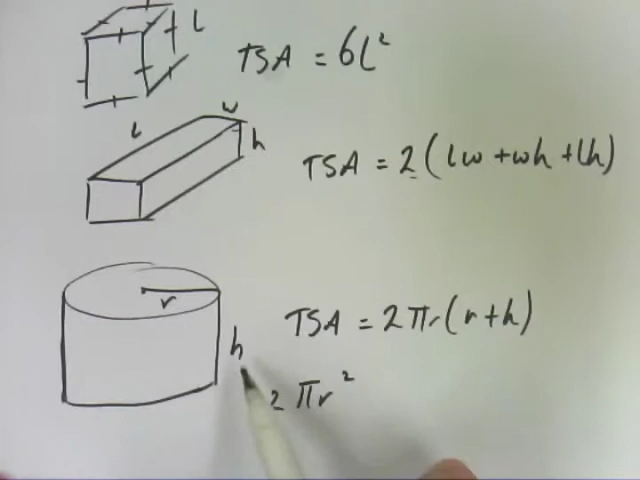 l
TSA = 6l²
l w h
TSA = 2(lw + wh + lh)
r
h
TSA = 2πr(r + h)
2πr²